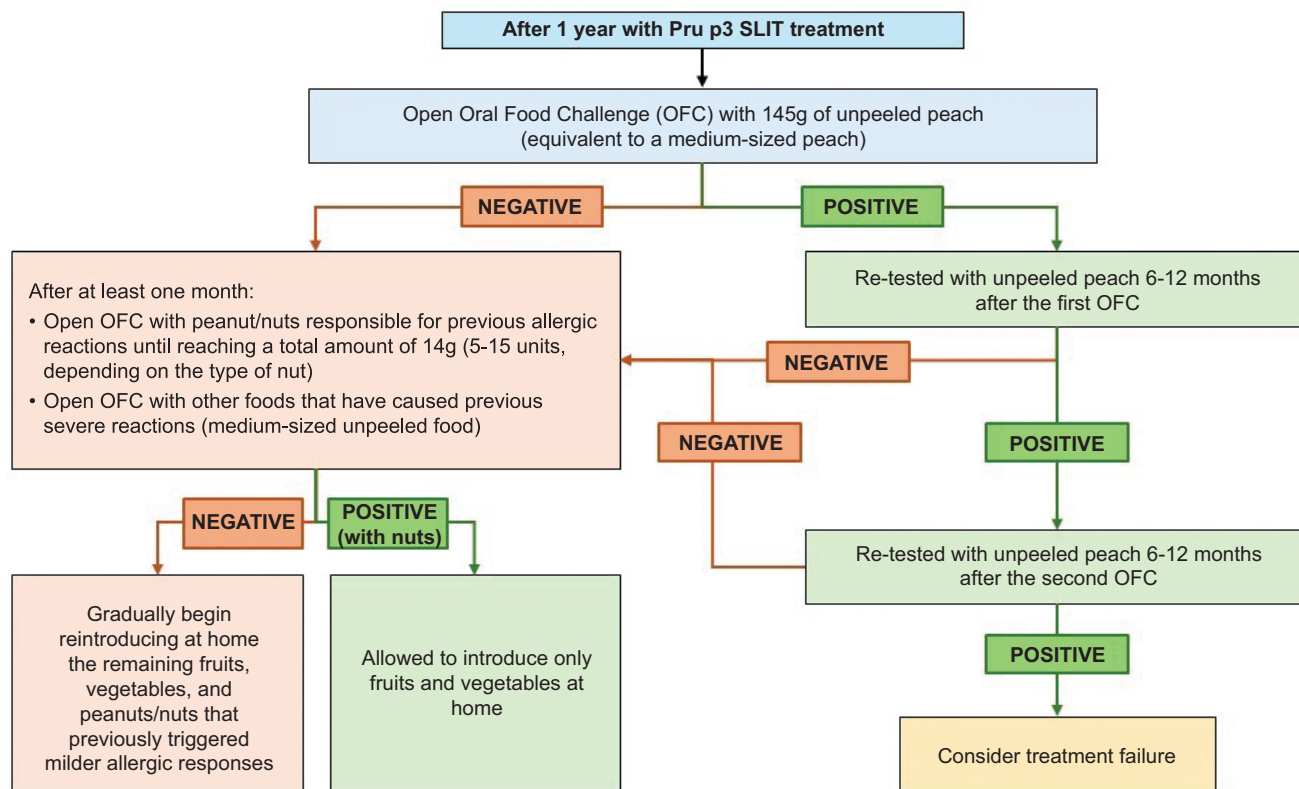 After 1 year with Pru p3 SLIT treatment
Open Oral Food Challenge (OFC) with 145g of unpeeled peach
(equivalent to a medium-sized peach)
NEGATIVE
POSITIVE
After at least one month:
• Open OFC with peanut/nuts responsible for previous allergic
reactions until reaching a total amount of 14g (5-15 units,
depending on the type of nut)
• Open OFC with other foods that have caused previous
severe reactions (medium-sized unpeeled food)
Re-tested with unpeeled peach 6-12 months
after the first OFC
NEGATIVE
NEGATIVE
POSITIVE
NEGATIVE
POSITIVE
(with nuts)
Re-tested with unpeeled peach 6-12 months
after the second OFC
Gradually begin
reintroducing at home
the remaining fruits,
vegetables, and
peanuts/nuts that
previously triggered
milder allergic responses
Allowed to introduce only
fruits and vegetables at
home
POSITIVE
Consider treatment failure